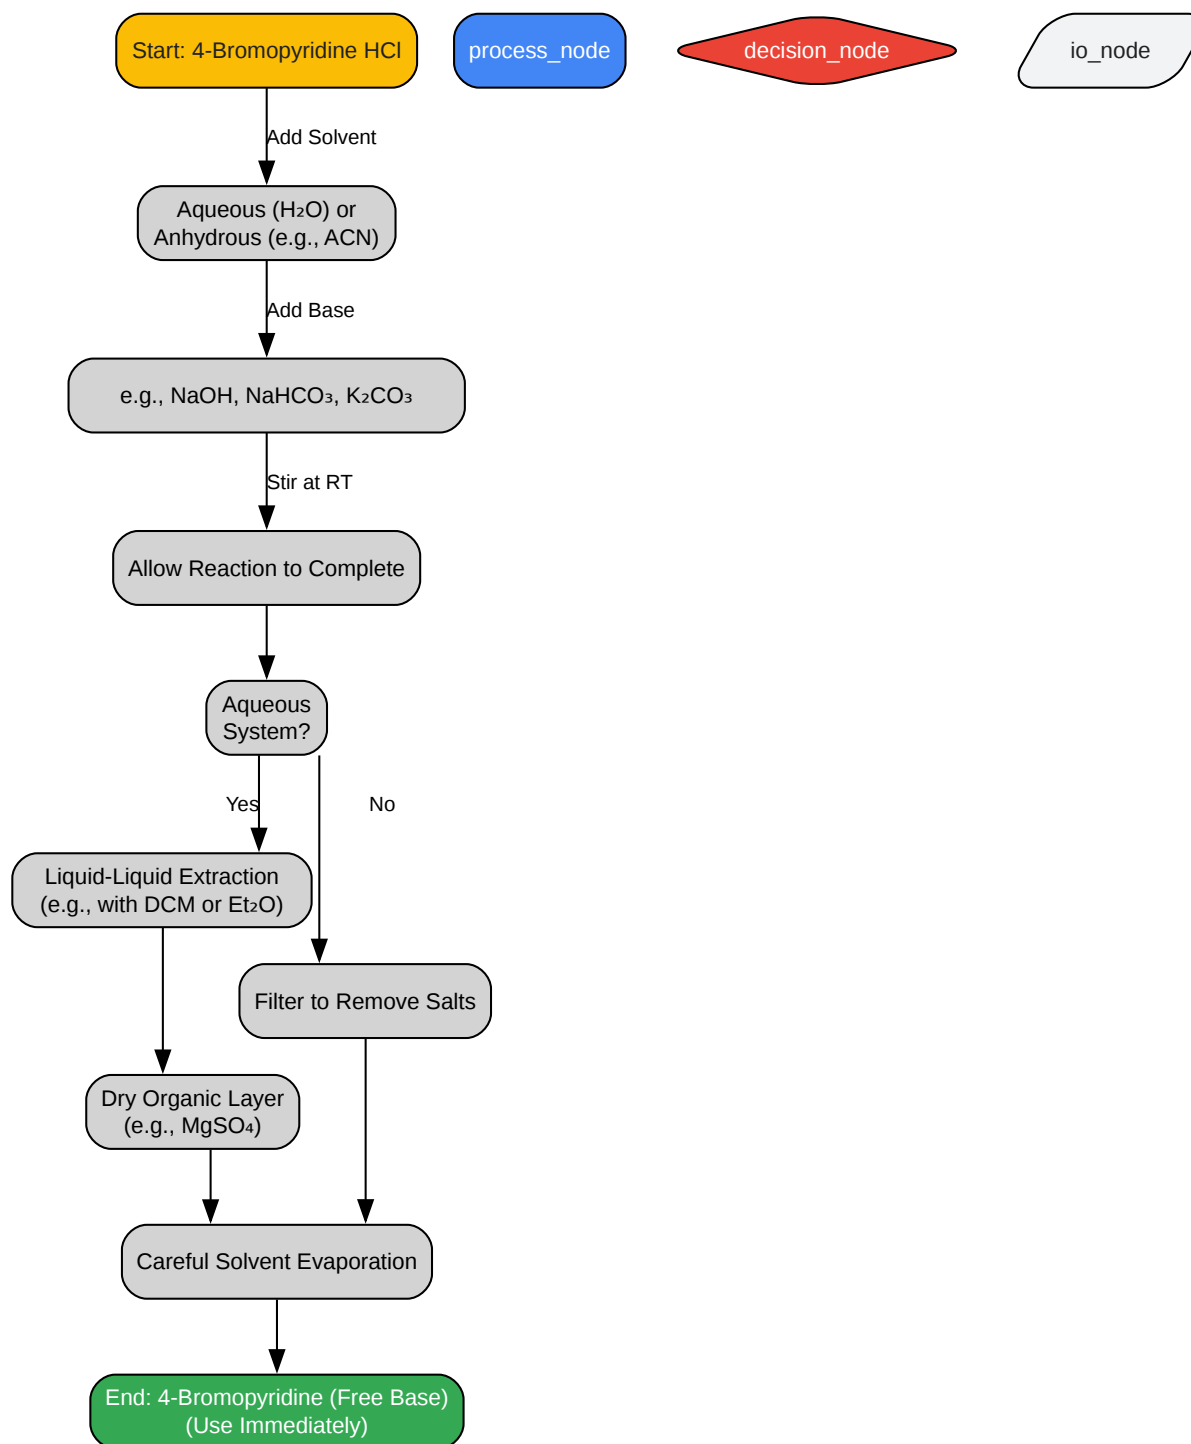 Start: 4-Bromopyridine HCl
process_node
decision_node
io_node
Add Solvent
Aqueous (H₂O) or
Anhydrous (e.g., ACN)
Add Base
e.g., NaOH, NaHCO₃, K₂CO₃
Stir at RT
Allow Reaction to Complete
Aqueous
System?
Yes
No
Liquid-Liquid Extraction
(e.g., with DCM or Et₂O)
Filter to Remove Salts
Dry Organic Layer
(e.g., MgSO₄)
Careful Solvent Evaporation
End: 4-Bromopyridine (Free Base)
(Use Immediately)